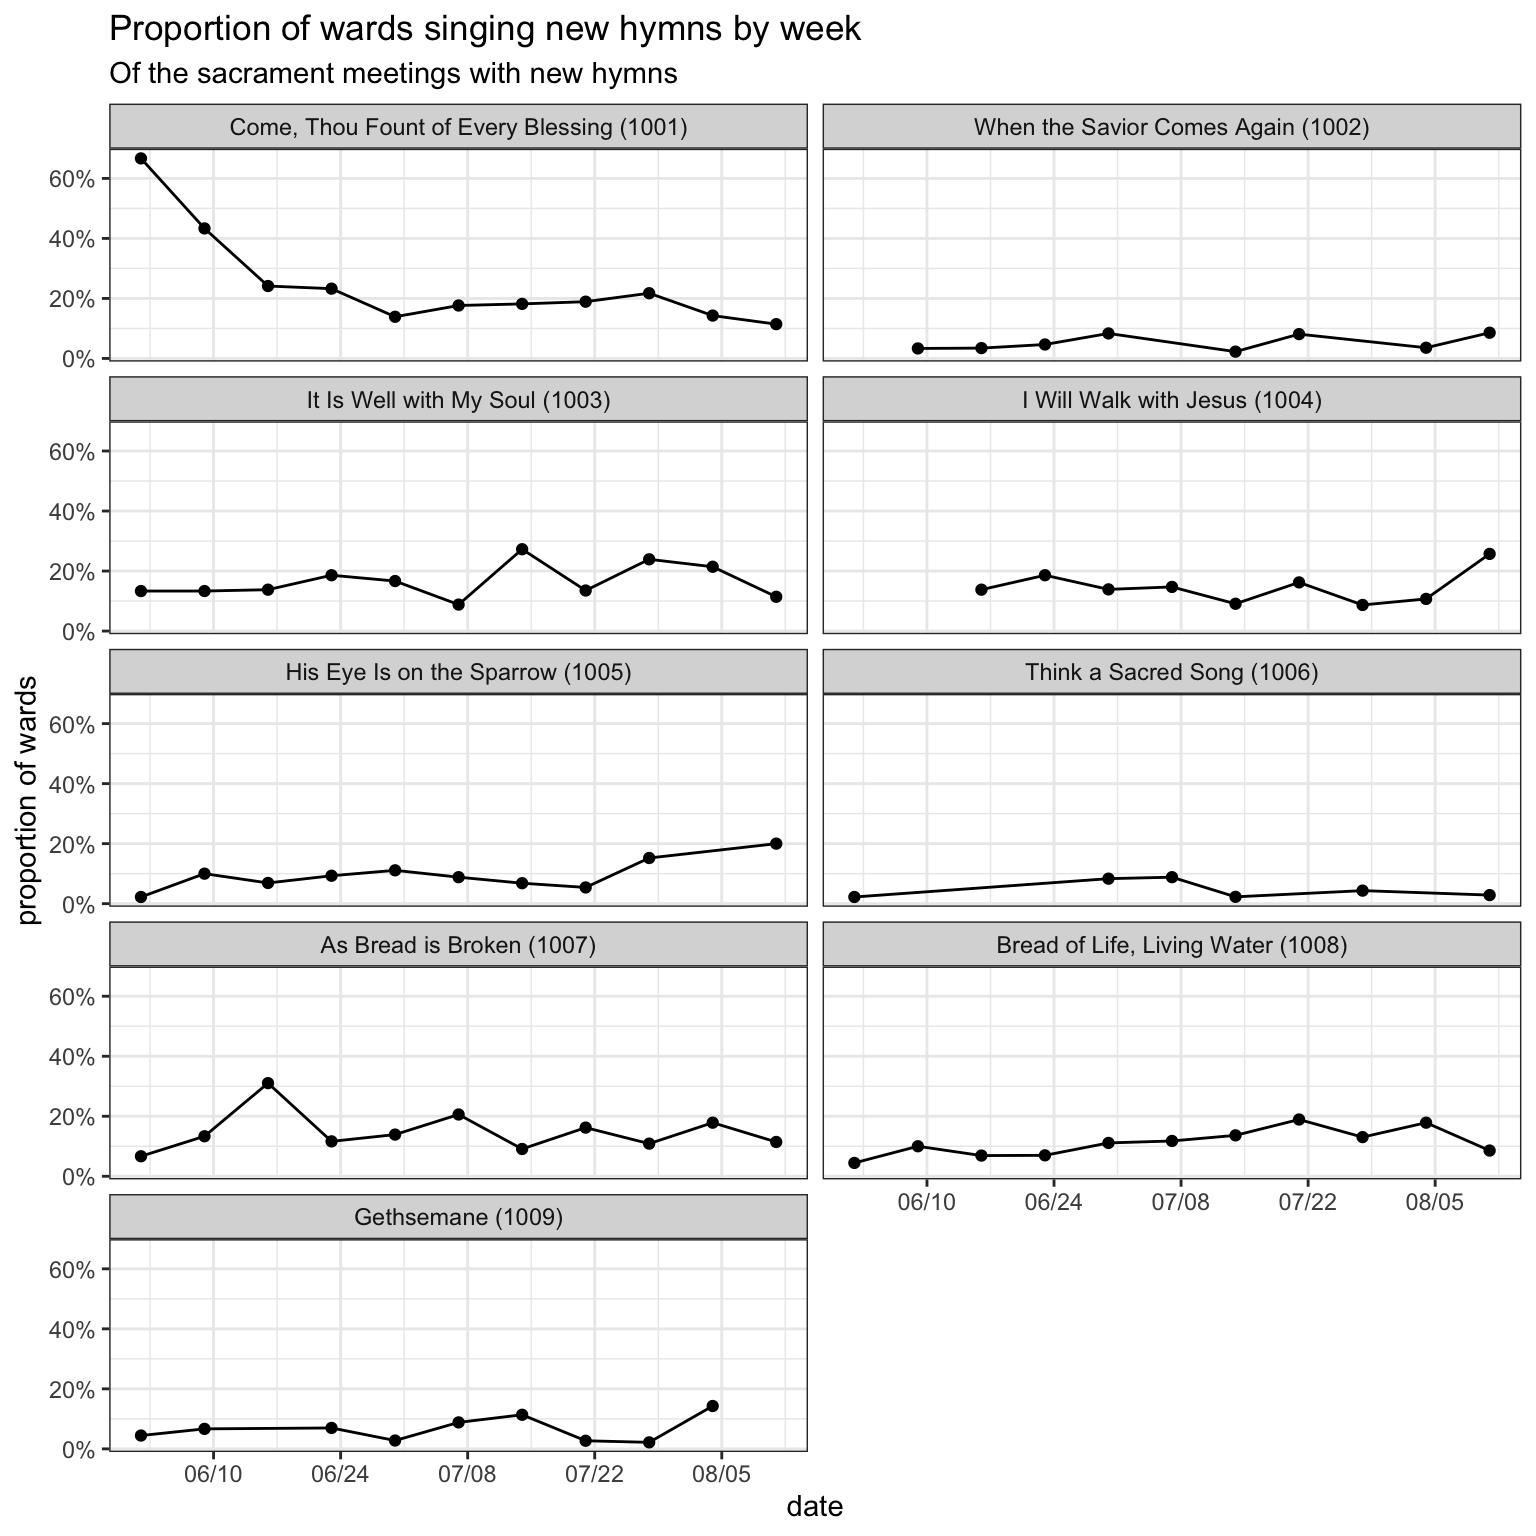 Proportion of wards singing new hymns by week
Of the sacrament meetings with new hymns
Come, Thou Fount of Every Blessing (1001)
When the Savior Comes Again (1002)
60%
40%
20%
0%
It Is Well with My Soul (1003)
I Will Walk with Jesus (1004)
60%
40%
20%
0%
His Eye Is on the Sparrow (1005)
Think a Sacred Song (1006)
60%
40%
20%
0%
proportion of wards
As Bread is Broken (1007)
Bread of Life, Living Water (1008)
60%
40%
20%
0%
06/10 06/24 07/08 07/22 08/05
Gethsemane (1009)
60%
40%
20%
0%
06/10 06/24 07/08 07/22 08/05
date